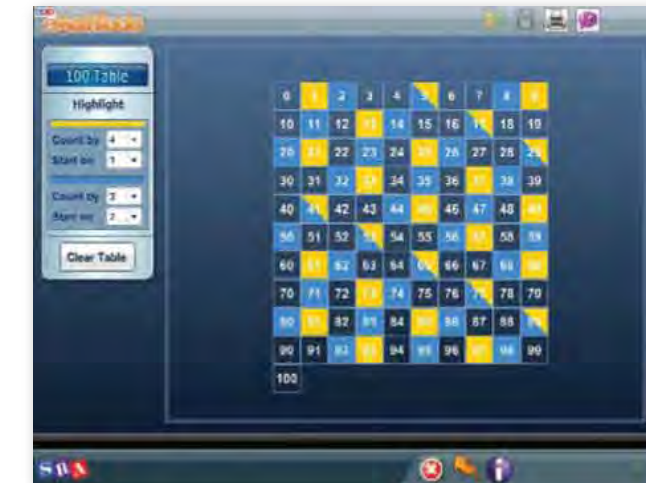 100 Table
Highlight
Count by 4
Start on 1
Count by 3
Start on 2
Clear Table
0 1 2 3 4 5 6 7 8 9
10 11 12 13 14 15 16 17 18 19
20 21 22 23 24 25 26 27 28 29
30 31 32 33 34 35 36 37 38 39
40 41 42 43 44 45 46 47 48 49
50 51 52 53 54 55 56 57 58 59
60 61 62 63 64 65 66 67 68 69
70 71 72 73 74 75 76 77 78 79
80 81 82 83 84 85 86 87 88 89
90 91 92 93 94 95 96 97 98 99
100
SRA